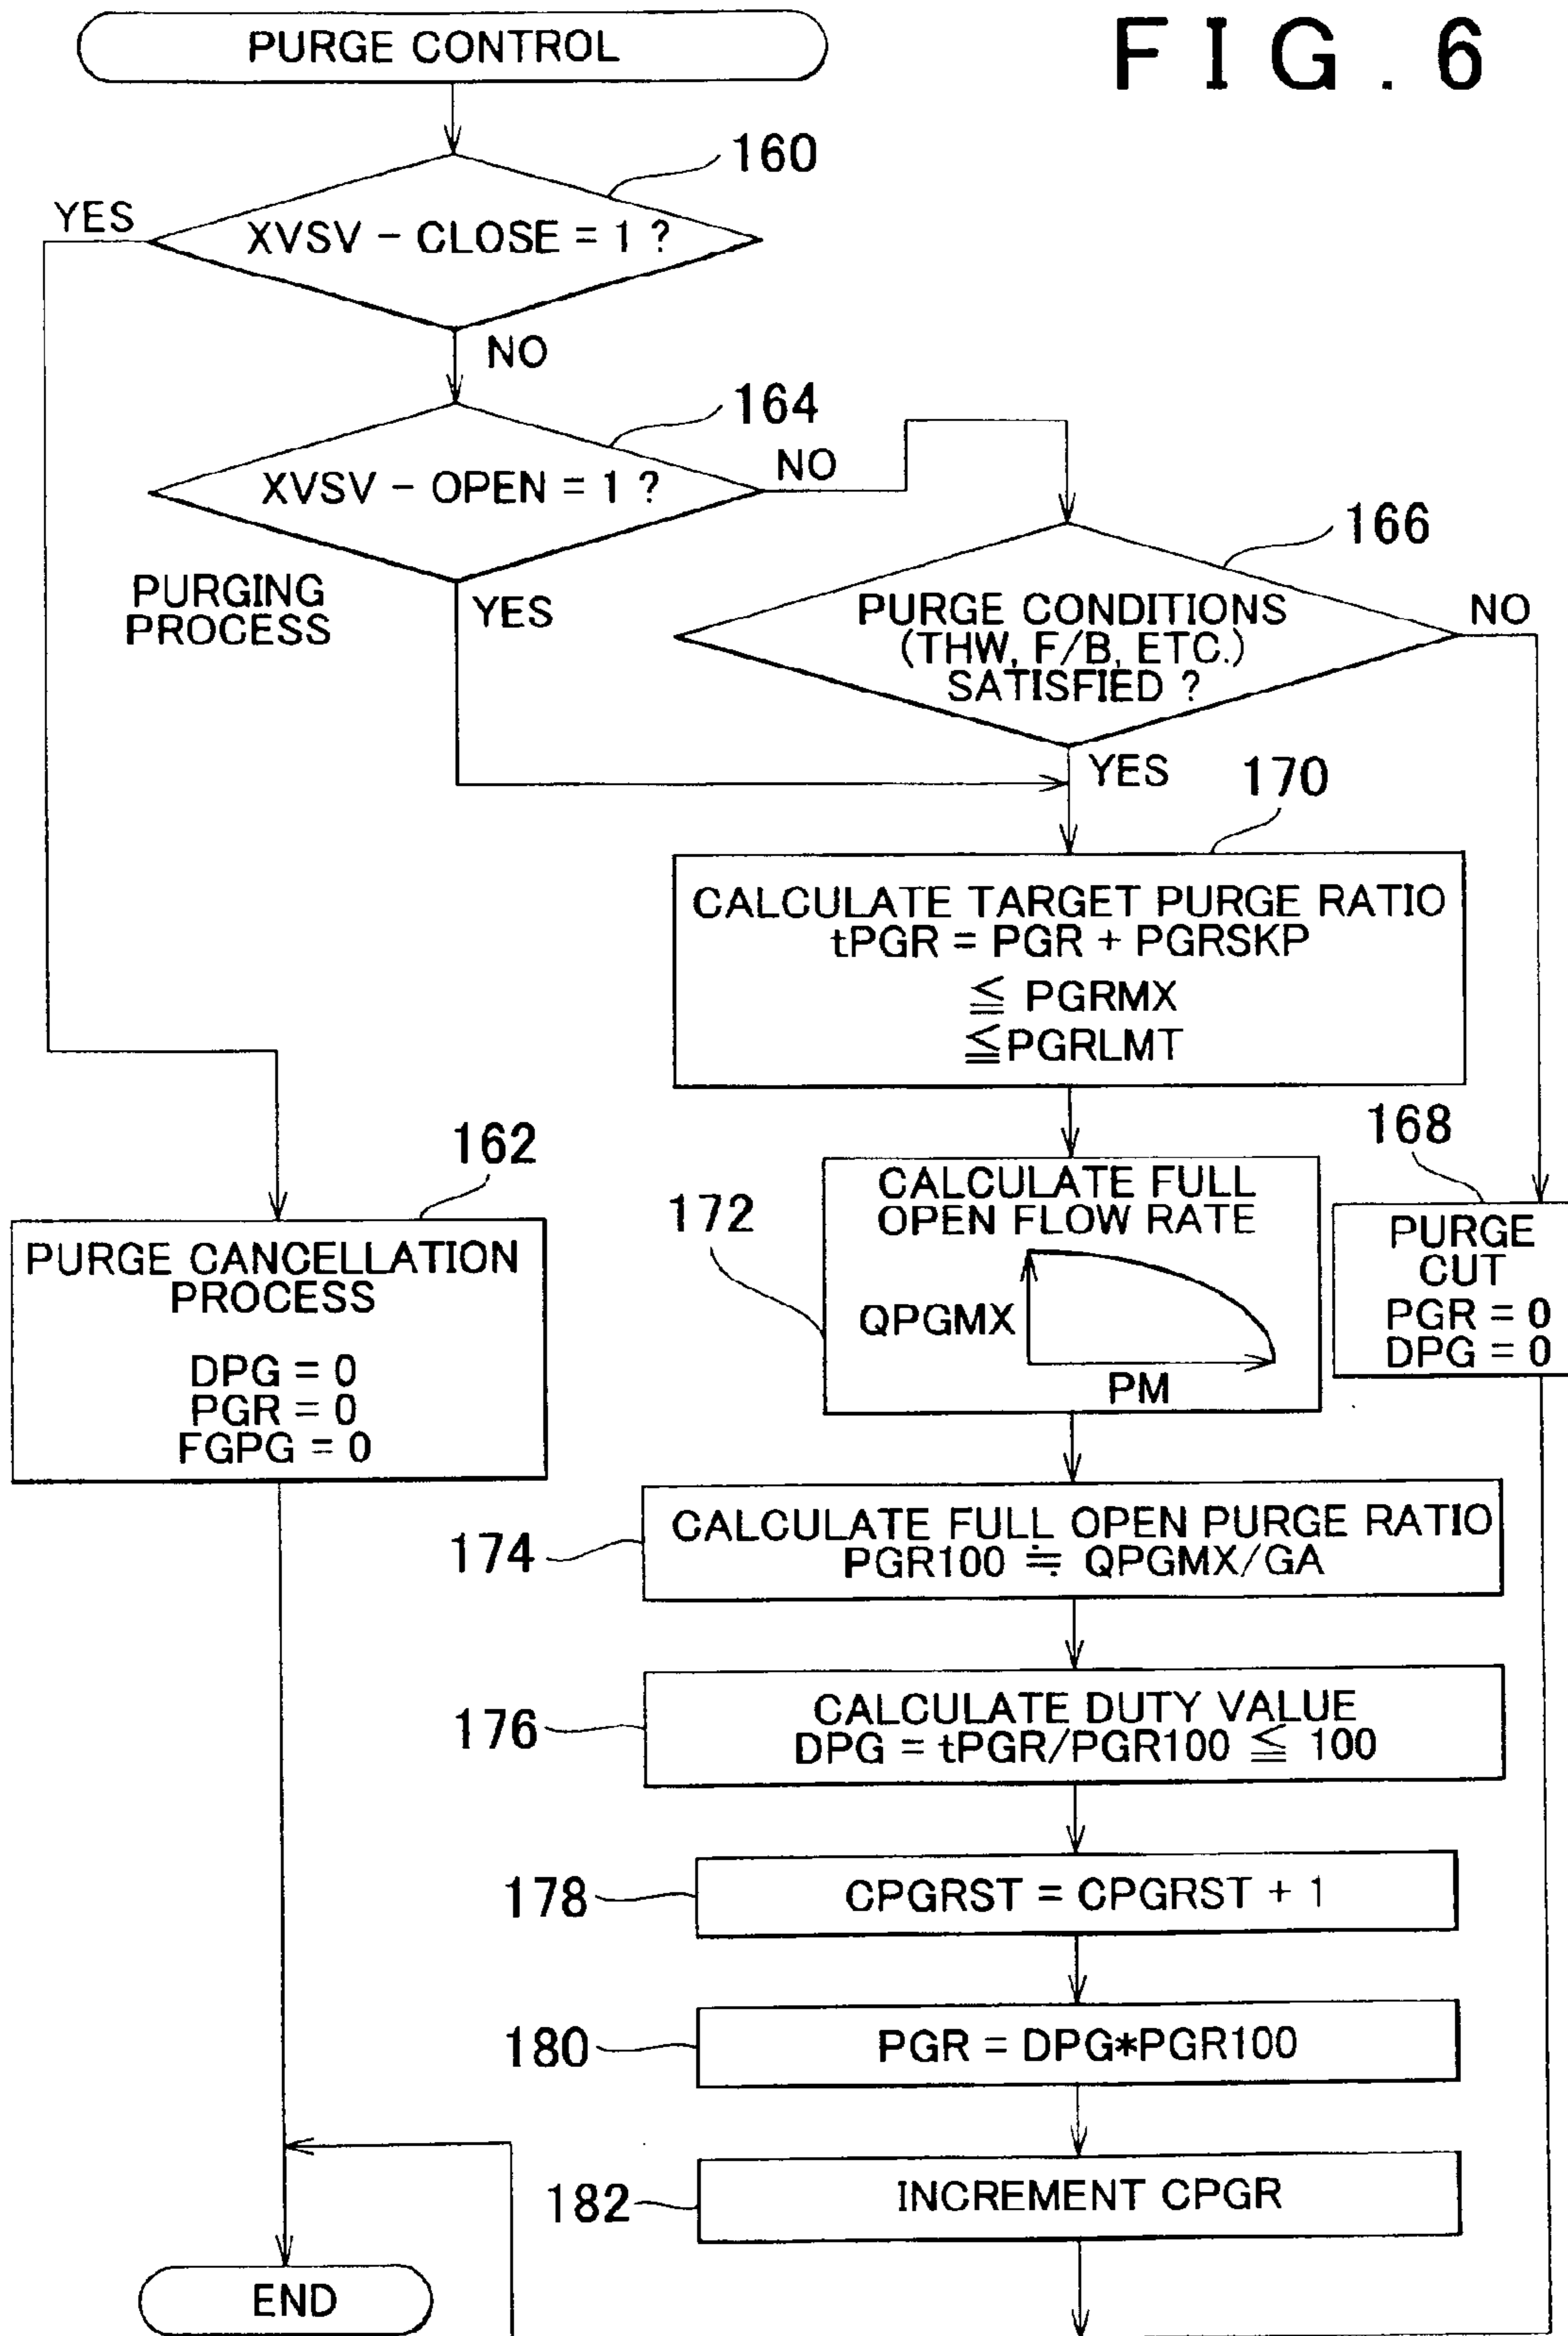 FIG. 6
PURGE CONTROL
160
YES
XVSV - CLOSE = 1 ?
NO
164
XVSV - OPEN = 1 ?
NO
166
PURGING
PROCESS
YES
PURGE CONDITIONS
(THW, F/B, ETC.)
SATISFIED ?
NO
YES
170
CALCULATE TARGET PURGE RATIO
tPGR = PGR + PGRSKP
≦ PGRMX
≦PGRLMT
162
PURGE CANCELLATION
PROCESS
DPG = 0
PGR = 0
FGPG = 0
172
CALCULATE FULL
OPEN FLOW RATE
QPGMX
PM
168
PURGE
CUT
PGR = 0
DPG = 0
174
CALCULATE FULL OPEN PURGE RATIO
PGR100 ≒ QPGMX/GA
176
CALCULATE DUTY VALUE
DPG = tPGR/PGR100 ≦ 100
178
CPGRST = CPGRST + 1
180
PGR = DPG*PGR100
182
INCREMENT CPGR
END